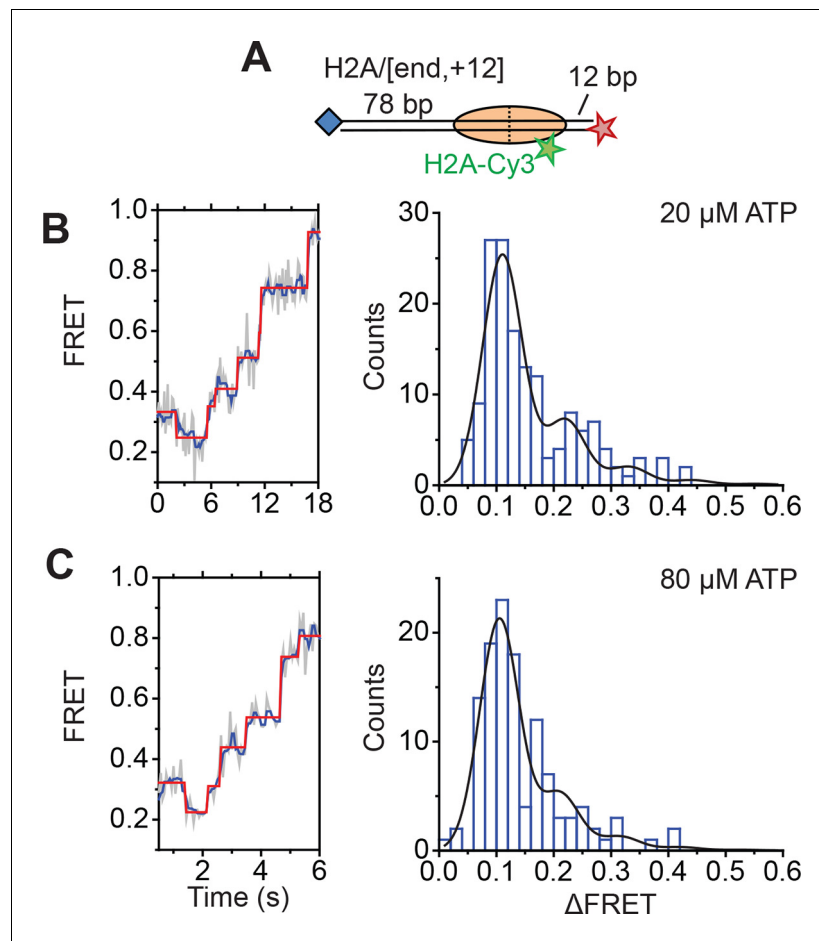 A
H2A/[end,+12]
78 bp
12 bp
H2A-Cy3
B
FRET
1.0
0.8
0.6
0.4
0.2
0 6 12 18
20 µM ATP
Counts
30
20
10
0
0.0 0.1 0.2 0.3 0.4 0.5 0.6
C
FRET
1.0
0.8
0.6
0.4
0.2
2 4 6
Time (s)
80 µM ATP
Counts
20
10
0
0.0 0.1 0.2 0.3 0.4 0.5 0.6
ΔFRET